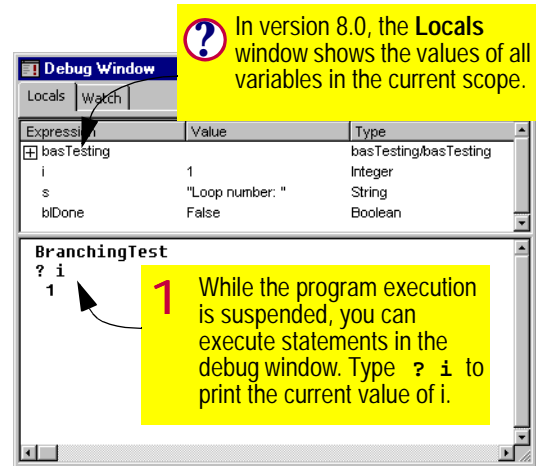 ? In version 8.0, the Locals
window shows the values of all
variables in the current scope.
Debug Window
Locals Watch
Expression Value Type
basTesting basTesting/basTesting
i 1 Integer
s "Loop number: " String
blDone False Boolean
BranchingTest
? i
1
1 While the program execution
is suspended, you can
execute statements in the
debug window. Type ? i to
print the current value of i.